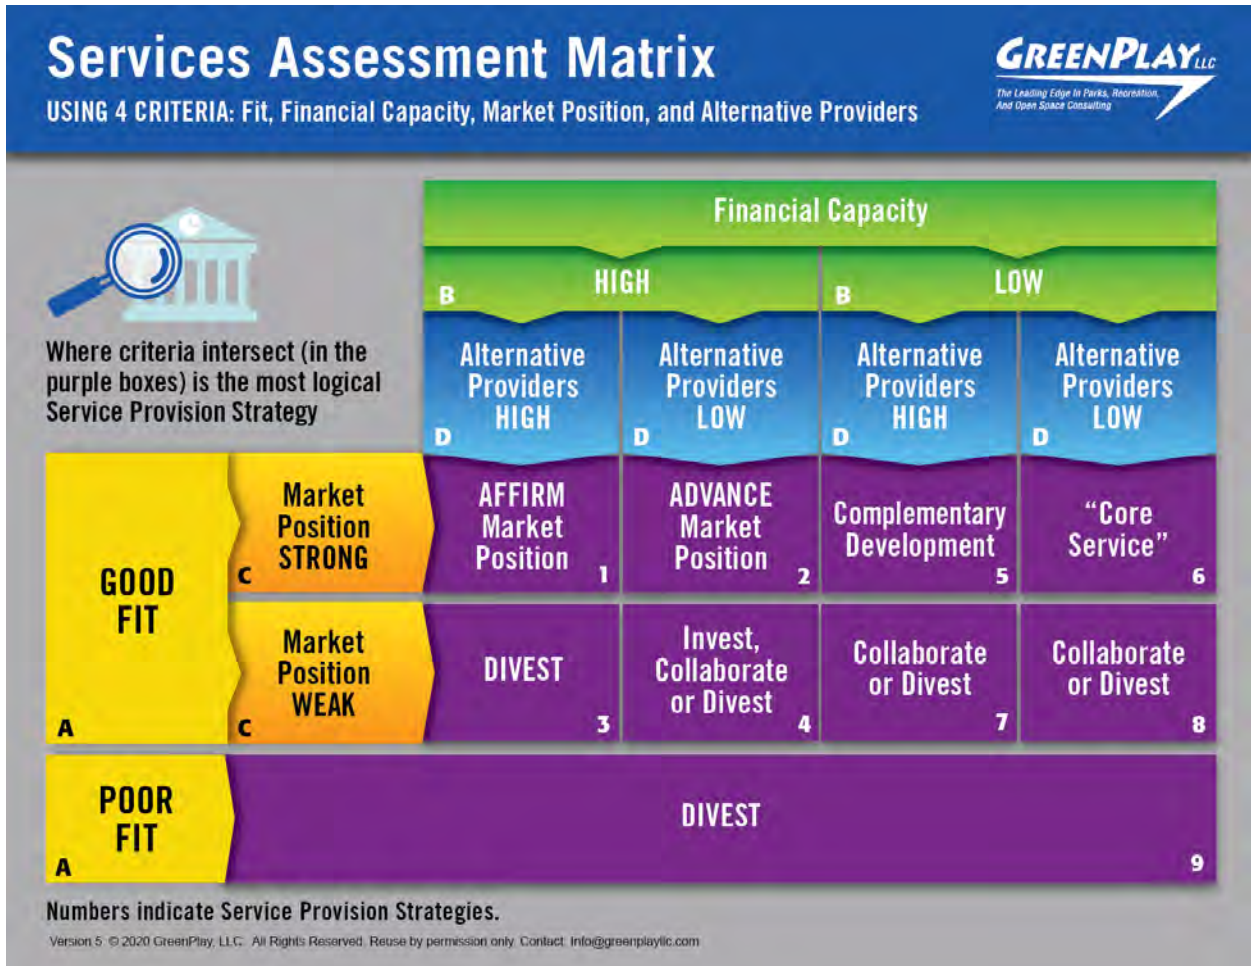 Services Assessment Matrix
USING 4 CRITERIA: Fit, Financial Capacity, Market Position, and Alternative Providers
GREENPLAY LLC
The Leading Edge In Parks, Recreation,
And Open Space Consulting
Where criteria intersect (in the
purple boxes) is the most logical
Service Provision Strategy
Financial Capacity
B
HIGH
B
LOW
Alternative
Providers
HIGH
D
Alternative
Providers
LOW
D
Alternative
Providers
HIGH
D
Alternative
Providers
LOW
D
GOOD
FIT
A
Market
Position
STRONG
C
AFFIRM
Market
Position
1
ADVANCE
Market
Position
2
Complementary
Development
5
“Core
Service”
6
Market
Position
WEAK
C
DIVEST
3
Invest,
Collaborate
or Divest
4
Collaborate
or Divest
7
Collaborate
or Divest
8
POOR
FIT
A
DIVEST
9
Numbers indicate Service Provision Strategies.
Version 5 © 2020 GreenPlay, LLC All Rights Reserved. Reuse by permission only. Contact: info@greenplayllc.com